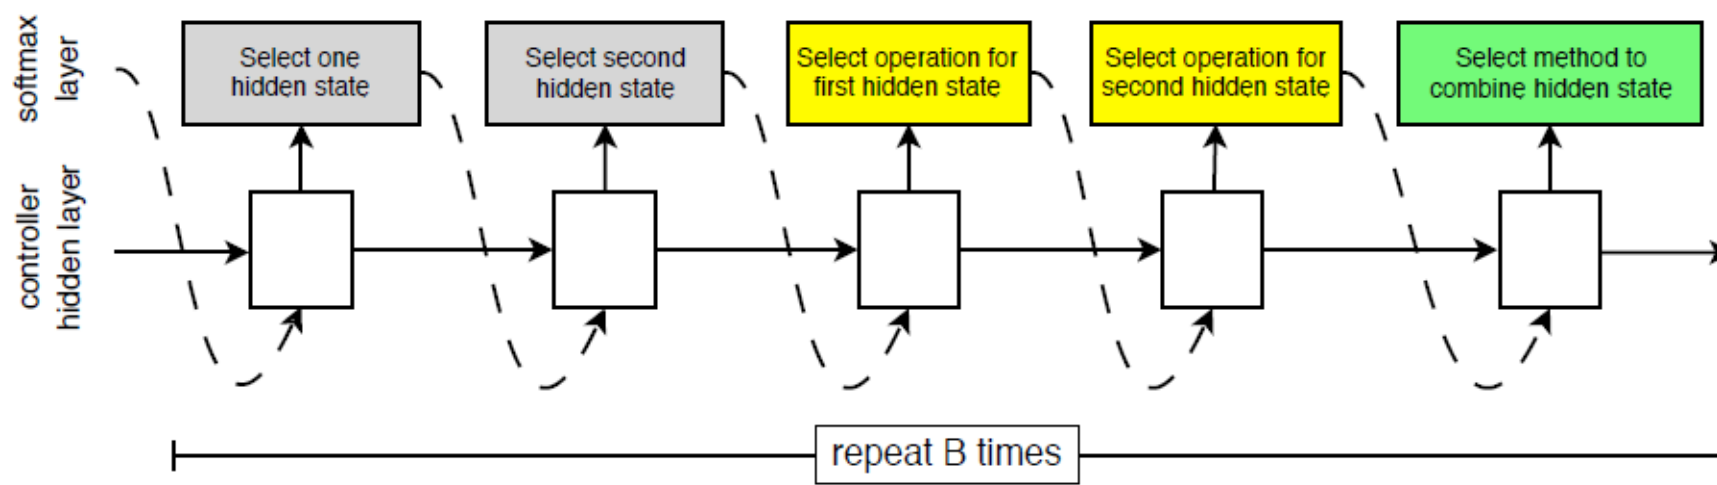 softmax
layer
Select one
hidden state
Select second
hidden state
Select operation for
first hidden state
Select operation for
second hidden state
Select method to
combine hidden state
controller
hidden layer
repeat B times